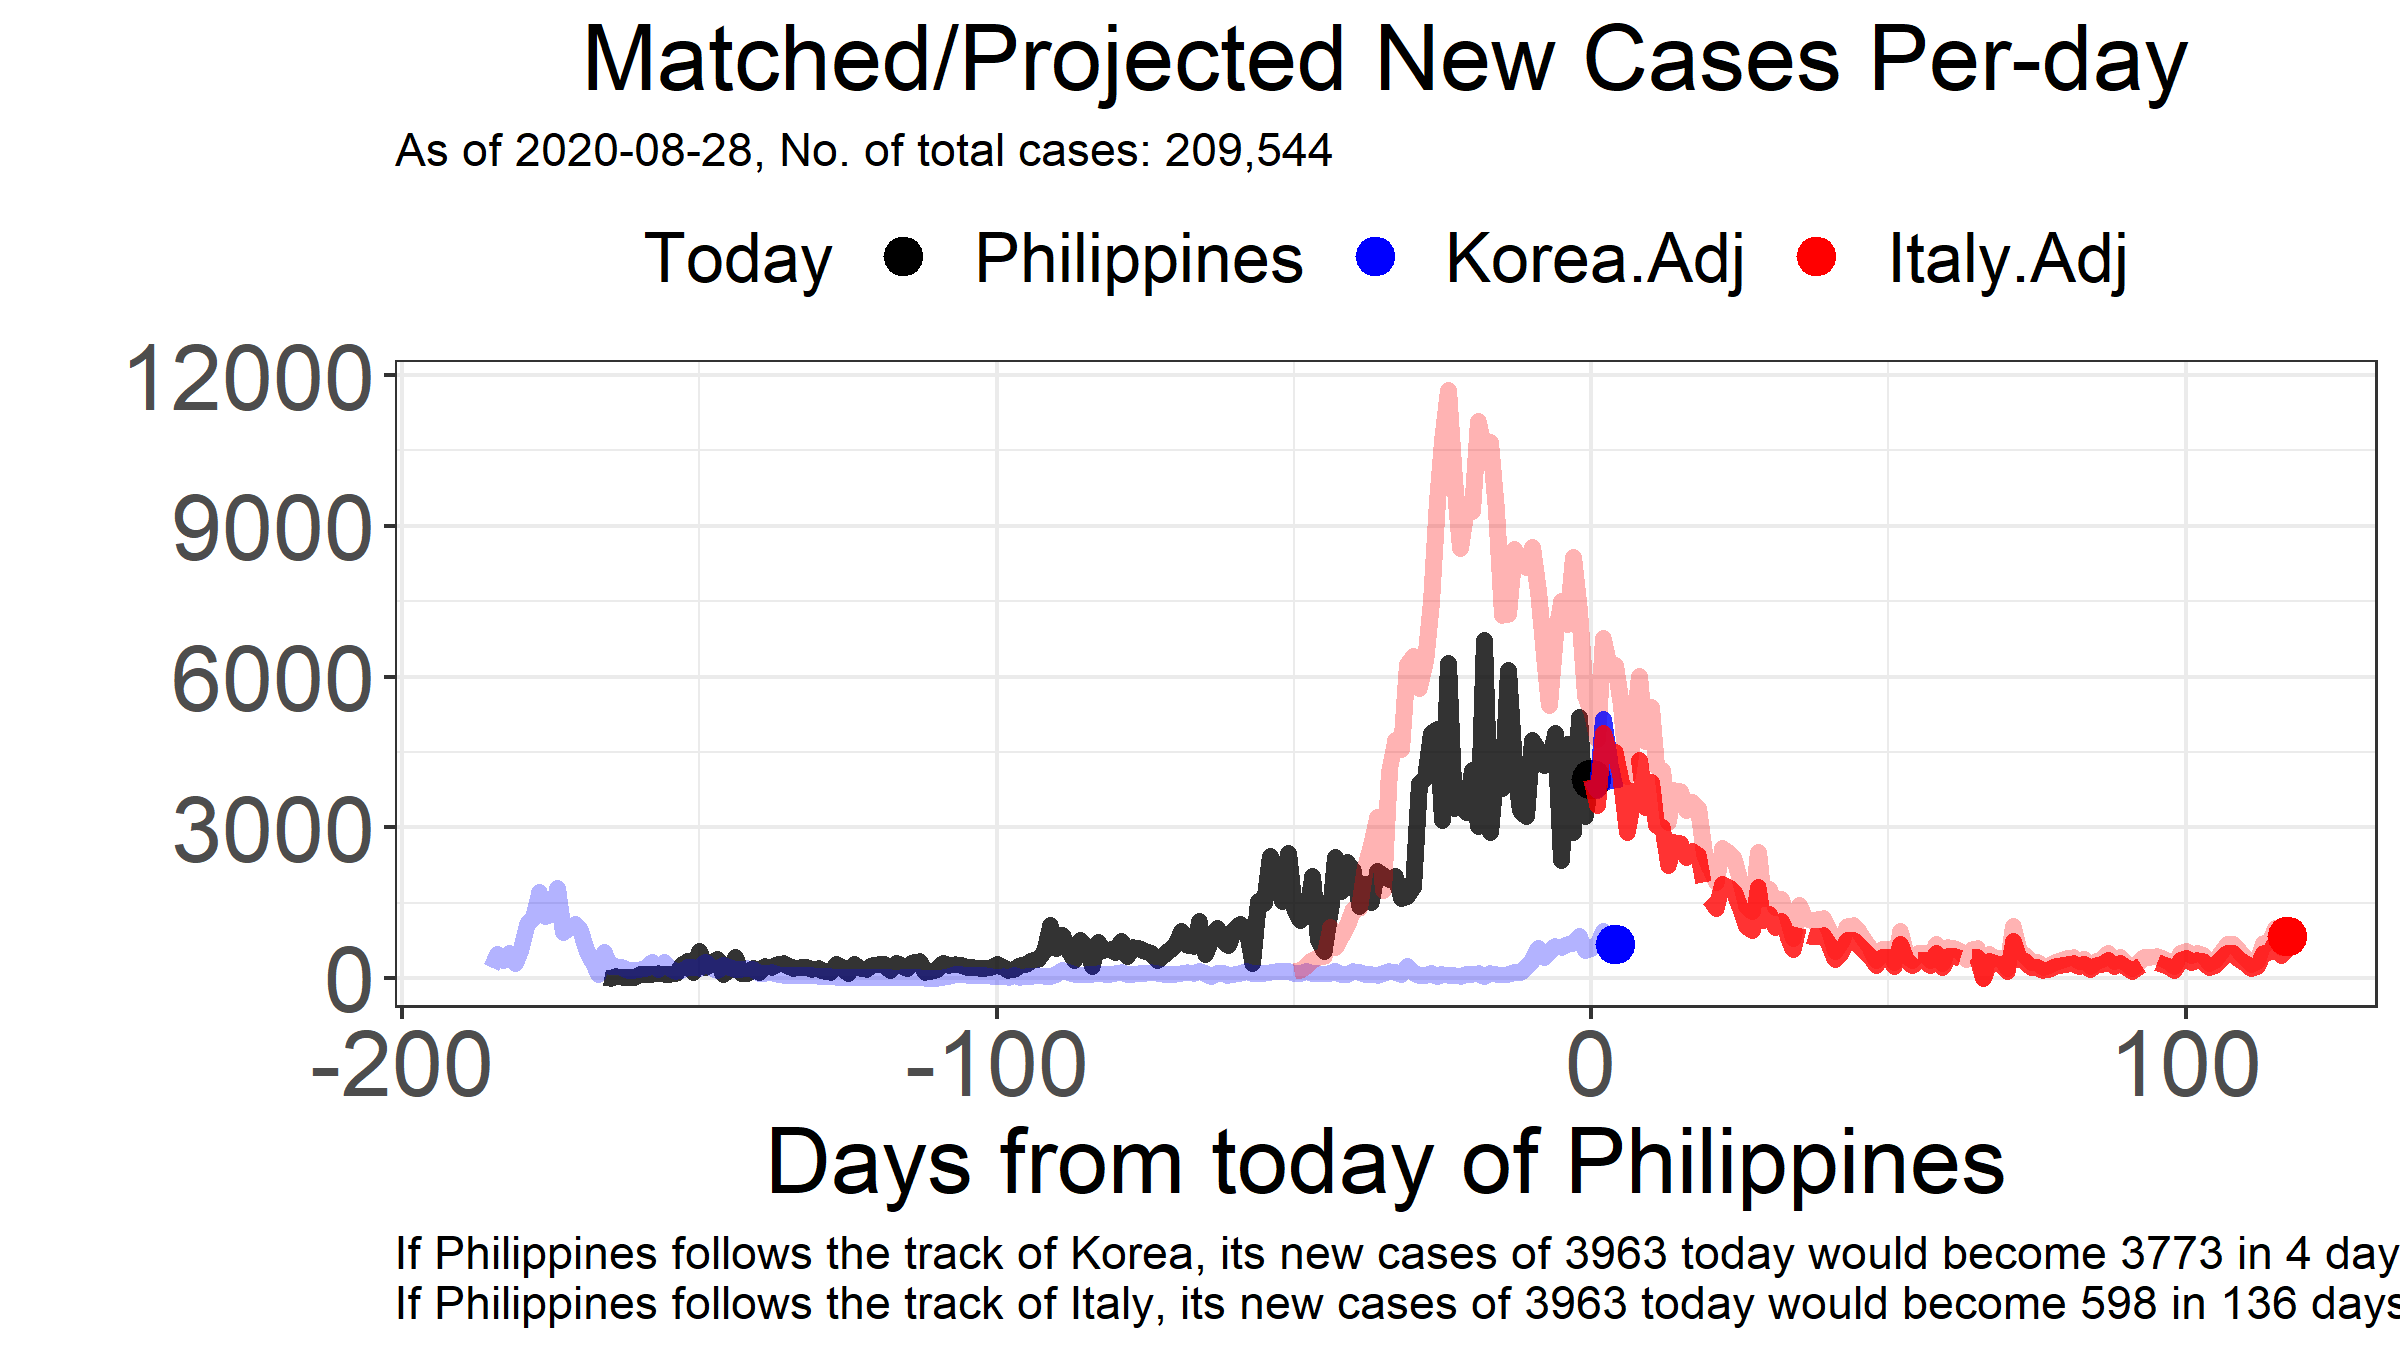 Matched/Projected New Cases Per-day
As of 2020-08-28, No. of total cases: 209,544
Today Philippines Korea.Adj Italy.Adj
12000
9000
6000
3000
0
-200 -100 0 100
Days from today of Philippines
If Philippines follows the track of Korea, its new cases of 3963 today would become 3773 in 4 day
If Philippines follows the track of Italy, its new cases of 3963 today would become 598 in 136 days